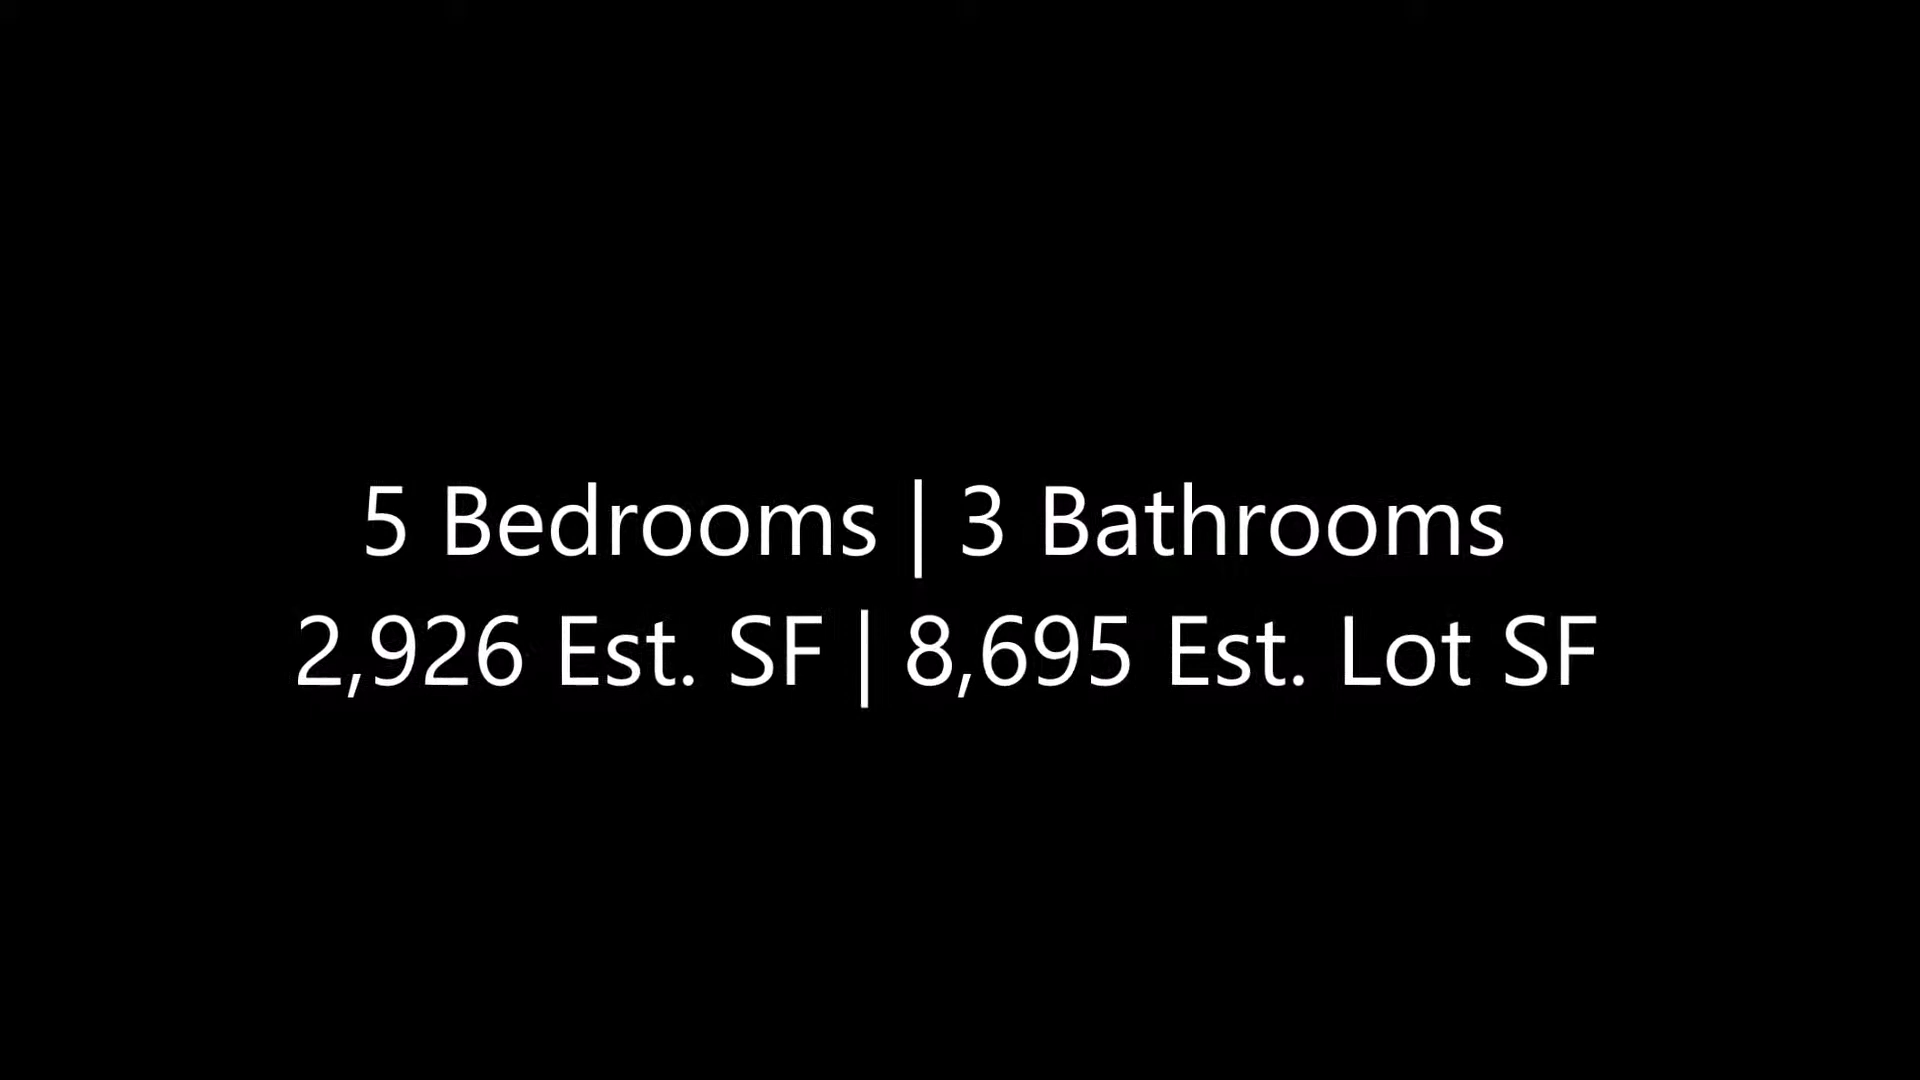 5 Bedrooms | 3 Bathrooms
2,926 Est. SF | 8,695 Est. Lot SF